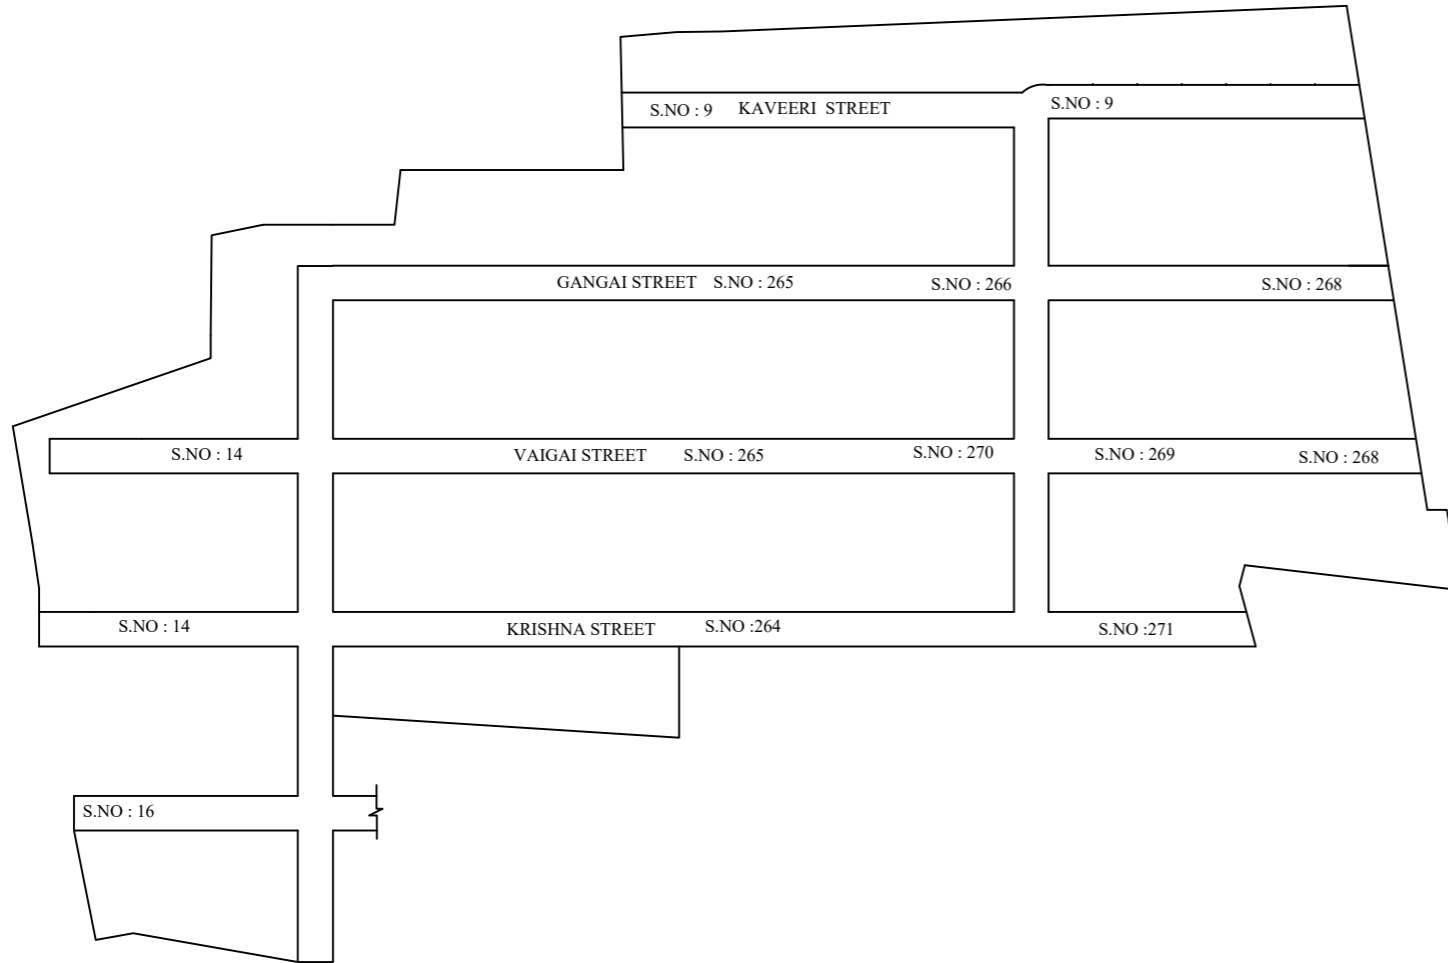 S.NO : 9 KAVEERI STREET S.NO : 9
GANGAI STREET S.NO : 265 S.NO : 266 S.NO : 268
S.NO : 14 VAIGAI STREET S.NO : 265 S.NO : 270 S.NO : 269 S.NO : 268
S.NO : 14 KRISHNA STREET S.NO :264 S.NO :271
S.NO : 16